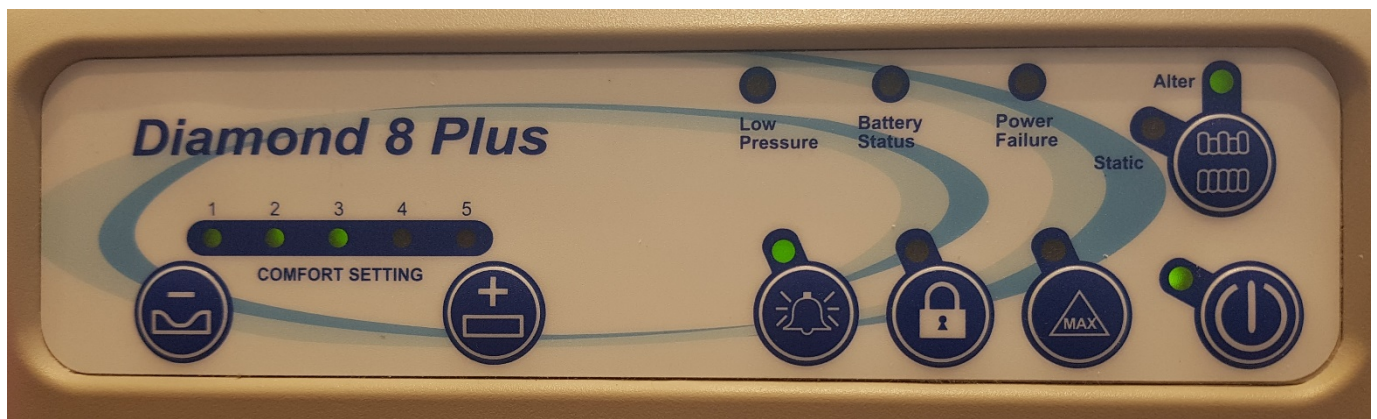 Diamond 8 Plus
Low
Pressure
Battery
Status
Power
Failure
Alter
Static
1 2 3 4 5
COMFORT SETTING
MAX